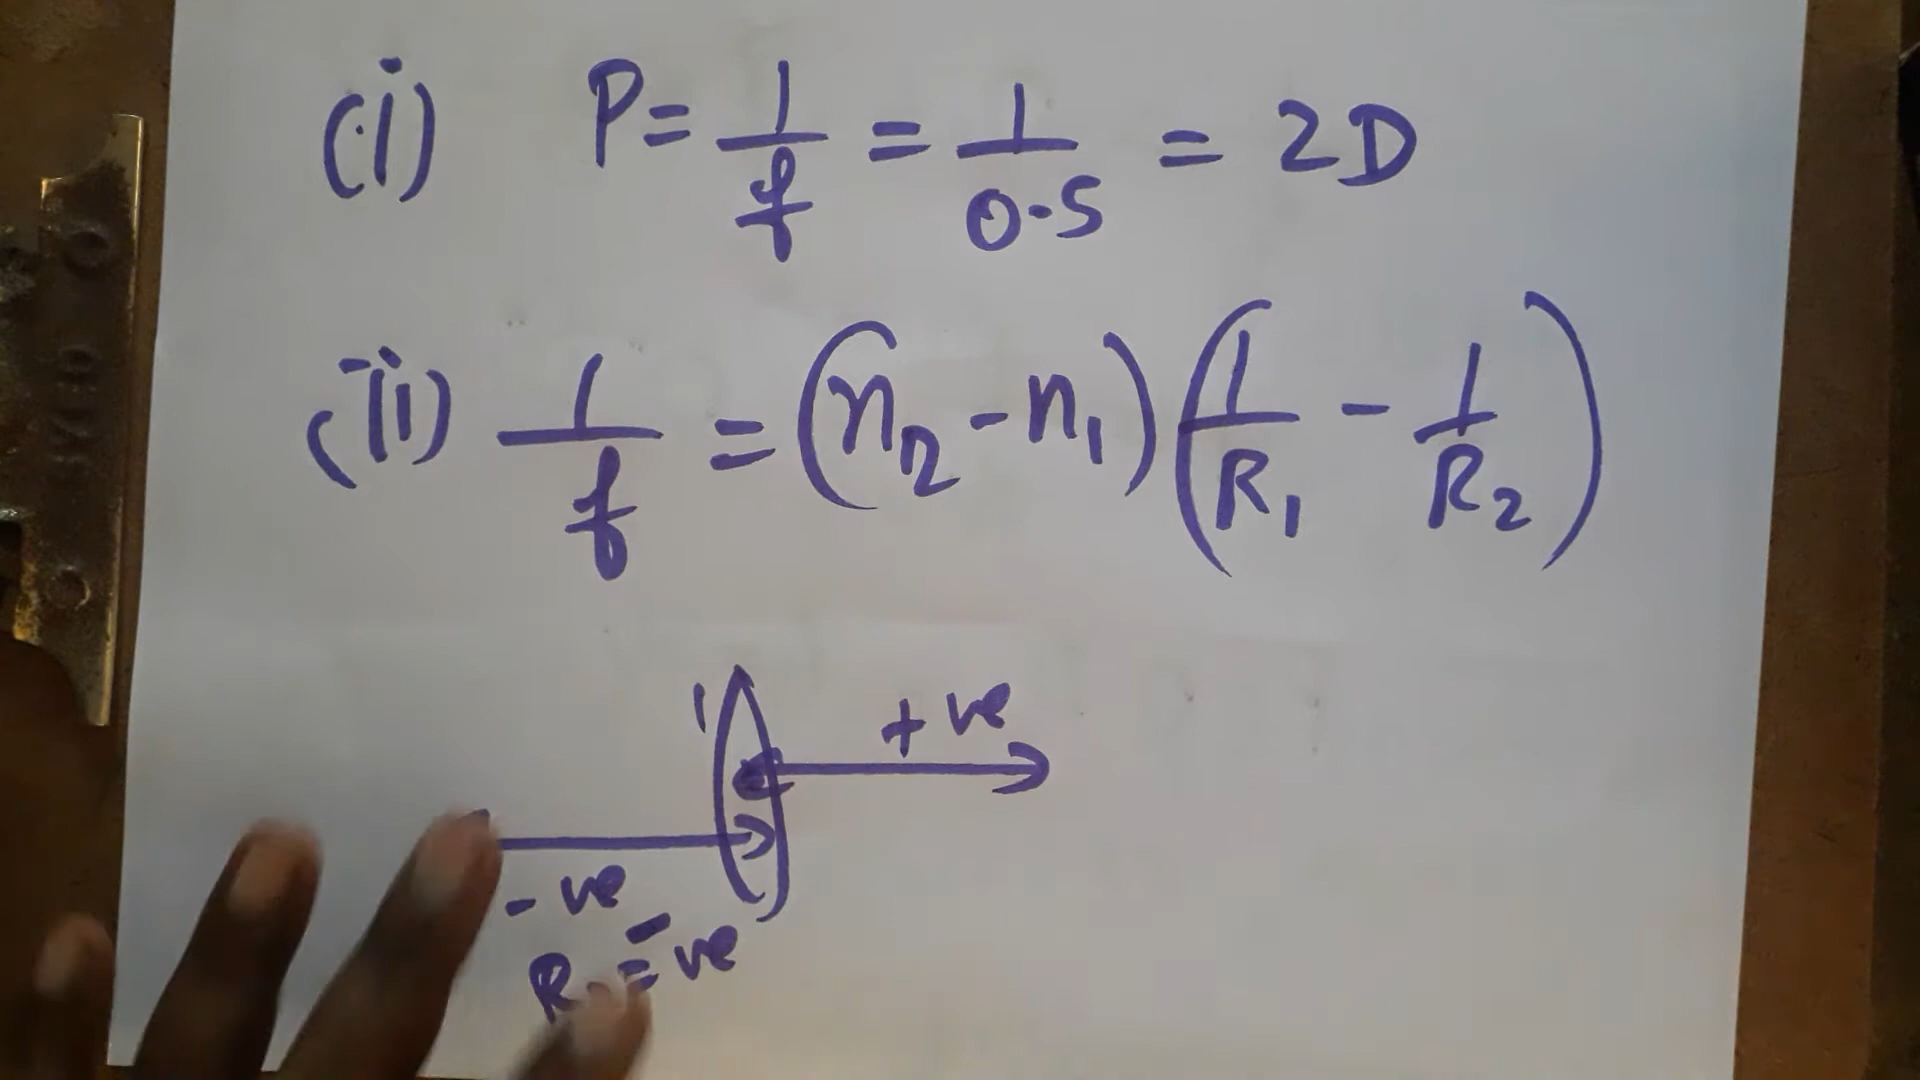 (i) P = 1/f = 1/0.5 = 2D
(ii) 1/f = (n₂ - n₁) (1/R₁ - 1/R₂)
+ ve
- ve
R = - ve